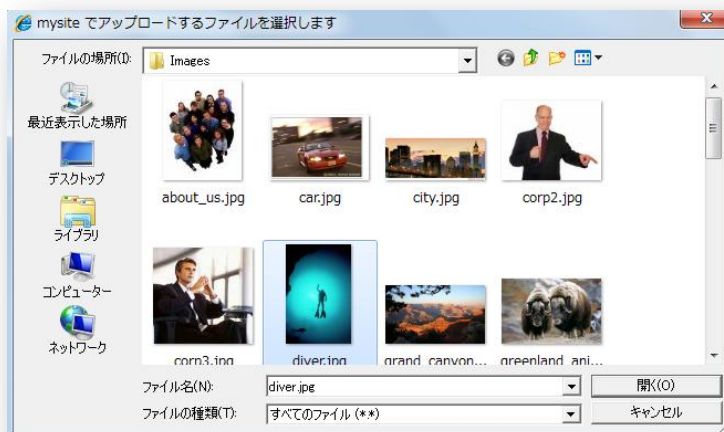 mysite でアップロードするファイルを選択します
ファイルの場所(I):
Images
最近表示した場所
デスクトップ
ライブラリ
コンピューター
ネットワーク
about_us.jpg
car.jpg
city.jpg
corp2.jpg
corp3.jpg
diver.jpg
grand_canyon...
greenland_ani...
ファイル名(N):
diver.jpg
開く(O)
ファイルの種類(T):
すべてのファイル (*.*)
キャンセル